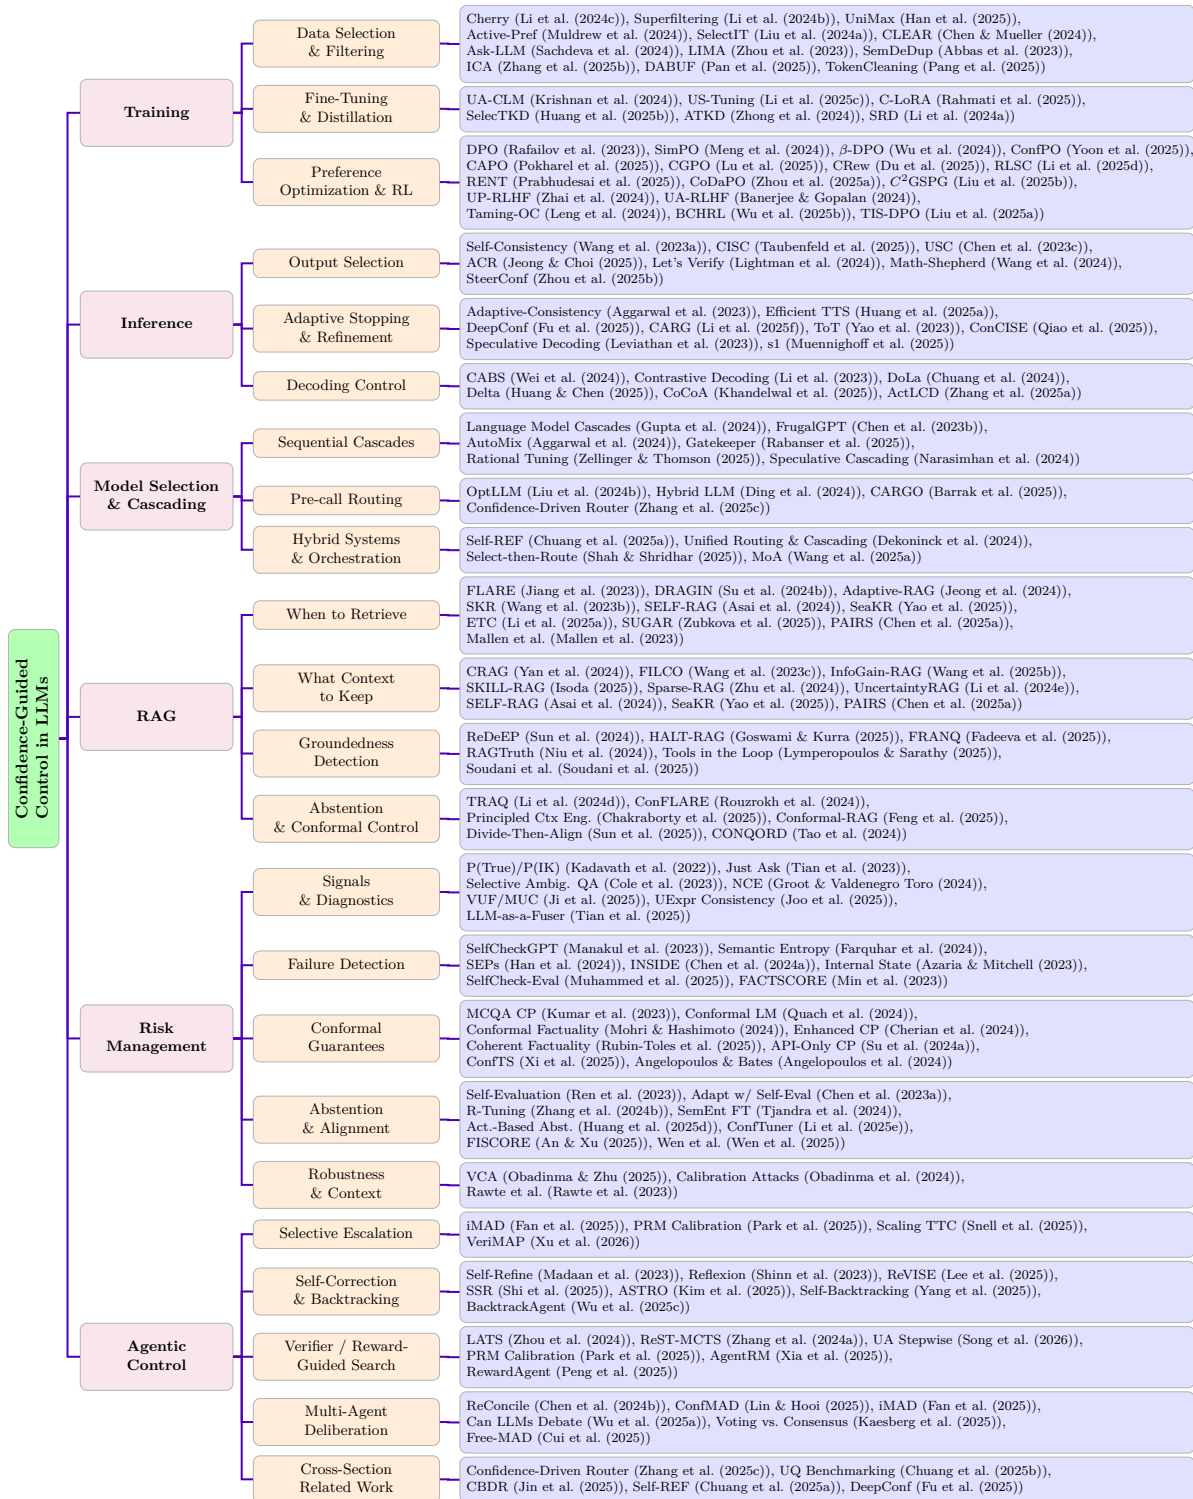 Confidence-Guided
Control in LLMs
Training
Data Selection
& Filtering
Cherry (Li et al. (2024c)), Superfiltering (Li et al. (2024b)), UniMax (Han et al. (2025)),
Active-Pref (Muldrew et al. (2024)), SelectIT (Liu et al. (2024a)), CLEAR (Chen & Mueller (2024)),
Ask-LLM (Sachdeva et al. (2024)), LIMA (Zhou et al. (2023)), SemDeDup (Abbas et al. (2023)),
ICA (Zhang et al. (2025b)), DABUF (Pan et al. (2025)), TokenCleaning (Pang et al. (2025))
Fine-Tuning
& Distillation
UA-CLM (Krishnan et al. (2024)), US-Tuning (Li et al. (2025c)), C-LoRA (Rahmati et al. (2025)),
SelecTKD (Huang et al. (2025b)), ATKD (Zhong et al. (2024)), SRD (Li et al. (2024a))
Preference
Optimization & RL
DPO (Rafailov et al. (2023)), SimPO (Meng et al. (2024)), β-DPO (Wu et al. (2024)), ConfPO (Yoon et al. (2025)),
CAPO (Pokharel et al. (2025)), CGPO (Lu et al. (2025)), CRew (Du et al. (2025)), RLSC (Li et al. (2025d)),
RENT (Prabhudesai et al. (2025)), CoDaPO (Zhou et al. (2025a)), C²GSPG (Liu et al. (2025b)),
UP-RLHF (Zhai et al. (2024)), UA-RLHF (Banerjee & Gopalan (2024)),
Taming-OC (Leng et al. (2024)), BCHRL (Wu et al. (2025b)), TIS-DPO (Liu et al. (2025a))
Inference
Output Selection
Self-Consistency (Wang et al. (2023a)), CISC (Taubenfeld et al. (2025)), USC (Chen et al. (2023c)),
ACR (Jeong & Choi (2025)), Let's Verify (Lightman et al. (2024)), Math-Shepherd (Wang et al. (2024)),
SteerConf (Zhou et al. (2025b))
Adaptive Stopping
& Refinement
Adaptive-Consistency (Aggarwal et al. (2023)), Efficient TTS (Huang et al. (2025a)),
DeepConf (Fu et al. (2025)), CARG (Li et al. (2025f)), ToT (Yao et al. (2023)), ConCISE (Qiao et al. (2025)),
Speculative Decoding (Leviathan et al. (2023)), s1 (Muennighoff et al. (2025))
Decoding Control
CABS (Wei et al. (2024)), Contrastive Decoding (Li et al. (2023)), DoLa (Chuang et al. (2024)),
Delta (Huang & Chen (2025)), CoCoA (Khandelwal et al. (2025)), ActLCD (Zhang et al. (2025a))
Model Selection
& Cascading
Sequential Cascades
Language Model Cascades (Gupta et al. (2024)), FrugalGPT (Chen et al. (2023b)),
AutoMix (Aggarwal et al. (2024)), Gatekeeper (Rabanser et al. (2025)),
Rational Tuning (Zellinger & Thomson (2025)), Speculative Cascading (Narasimhan et al. (2024))
Pre-call Routing
OptLLM (Liu et al. (2024b)), Hybrid LLM (Ding et al. (2024)), CARGO (Barrak et al. (2025)),
Confidence-Driven Router (Zhang et al. (2025c))
Hybrid Systems
& Orchestration
Self-REF (Chuang et al. (2025a)), Unified Routing & Cascading (Dekoninck et al. (2024)),
Select-then-Route (Shah & Shridhar (2025)), MoA (Wang et al. (2025a))
RAG
When to Retrieve
FLARE (Jiang et al. (2023)), DRAGIN (Su et al. (2024b)), Adaptive-RAG (Jeong et al. (2024)),
SKR (Wang et al. (2023b)), SELF-RAG (Asai et al. (2024)), SeaKR (Yao et al. (2025)),
ETC (Li et al. (2025a)), SUGAR (Zubkova et al. (2025)), PAIRS (Chen et al. (2025a)),
Mallen et al. (Mallen et al. (2023))
What Context
to Keep
CRAG (Yan et al. (2024)), FILCO (Wang et al. (2023c)), InfoGain-RAG (Wang et al. (2025b)),
SKILL-RAG (Isoda (2025)), Sparse-RAG (Zhu et al. (2024)), UncertaintyRAG (Li et al. (2024e)),
SELF-RAG (Asai et al. (2024)), SeaKR (Yao et al. (2025)), PAIRS (Chen et al. (2025a))
Groundedness
Detection
ReDeEP (Sun et al. (2024)), HALT-RAG (Goswami & Kurra (2025)), FRANQ (Fadeeva et al. (2025)),
RAGTruth (Niu et al. (2024)), Tools in the Loop (Lymperopoulos & Sarathy (2025)),
Soudani et al. (Soudani et al. (2025))
Abstention
& Conformal Control
TRAQ (Li et al. (2024d)), ConFLARE (Rouzrokh et al. (2024)),
Principled Ctx Eng. (Chakraborty et al. (2025)), Conformal-RAG (Feng et al. (2025)),
Divide-Then-Align (Sun et al. (2025)), CONQORD (Tao et al. (2024))
Risk
Management
Signals
& Diagnostics
P(True)/P(IK) (Kadavath et al. (2022)), Just Ask (Tian et al. (2023)),
Selective Ambig. QA (Cole et al. (2023)), NCE (Groot & Valdenegro Toro (2024)),
VUF/MUC (Ji et al. (2025)), UExpr Consistency (Joo et al. (2025)),
LLM-as-a-Fuser (Tian et al. (2025))
Failure Detection
SelfCheckGPT (Manakul et al. (2023)), Semantic Entropy (Farquhar et al. (2024)),
SEPs (Han et al. (2024)), INSIDE (Chen et al. (2024a)), Internal State (Azaria & Mitchell (2023)),
SelfCheck-Eval (Muhammed et al. (2025)), FACTSCORE (Min et al. (2023))
Conformal
Guarantees
MCQA CP (Kumar et al. (2023)), Conformal LM (Quach et al. (2024)),
Conformal Factuality (Mohri & Hashimoto (2024)), Enhanced CP (Cherian et al. (2024)),
Coherent Factuality (Rubin-Toles et al. (2025)), API-Only CP (Su et al. (2024a)),
ConfTS (Xi et al. (2025)), Angelopoulos & Bates (Angelopoulos et al. (2024))
Abstention
& Alignment
Self-Evaluation (Ren et al. (2023)), Adapt w/ Self-Eval (Chen et al. (2023a)),
R-Tuning (Zhang et al. (2024b)), SemEnt FT (Tjandra et al. (2024)),
Act.-Based Abst. (Huang et al. (2025d)), ConfTuner (Li et al. (2025e)),
FISCORE (An & Xu (2025)), Wen et al. (Wen et al. (2025))
Robustness
& Context
VCA (Obadinma & Zhu (2025)), Calibration Attacks (Obadinma et al. (2024)),
Rawte et al. (Rawte et al. (2023))
Agentic
Control
Selective Escalation
iMAD (Fan et al. (2025)), PRM Calibration (Park et al. (2025)), Scaling TTC (Snell et al. (2025)),
VeriMAP (Xu et al. (2026))
Self-Correction
& Backtracking
Self-Refine (Madaan et al. (2023)), Reflexion (Shinn et al. (2023)), ReVISE (Lee et al. (2025)),
SSR (Shi et al. (2025)), ASTRO (Kim et al. (2025)), Self-Backtracking (Yang et al. (2025)),
BacktrackAgent (Wu et al. (2025c))
Verifier / Reward-
Guided Search
LATS (Zhou et al. (2024)), ReST-MCTS (Zhang et al. (2024a)), UA Stepwise (Song et al. (2026)),
PRM Calibration (Park et al. (2025)), AgentRM (Xia et al. (2025)),
RewardAgent (Peng et al. (2025))
Multi-Agent
Deliberation
ReConcile (Chen et al. (2024b)), ConfMAD (Lin & Hooi (2025)), iMAD (Fan et al. (2025)),
Can LLMs Debate (Wu et al. (2025a)), Voting vs. Consensus (Kaesberg et al. (2025)),
Free-MAD (Cui et al. (2025))
Cross-Section
Related Work
Confidence-Driven Router (Zhang et al. (2025c)), UQ Benchmarking (Chuang et al. (2025b)),
CBDR (Jin et al. (2025)), Self-REF (Chuang et al. (2025a)), DeepConf (Fu et al. (2025))